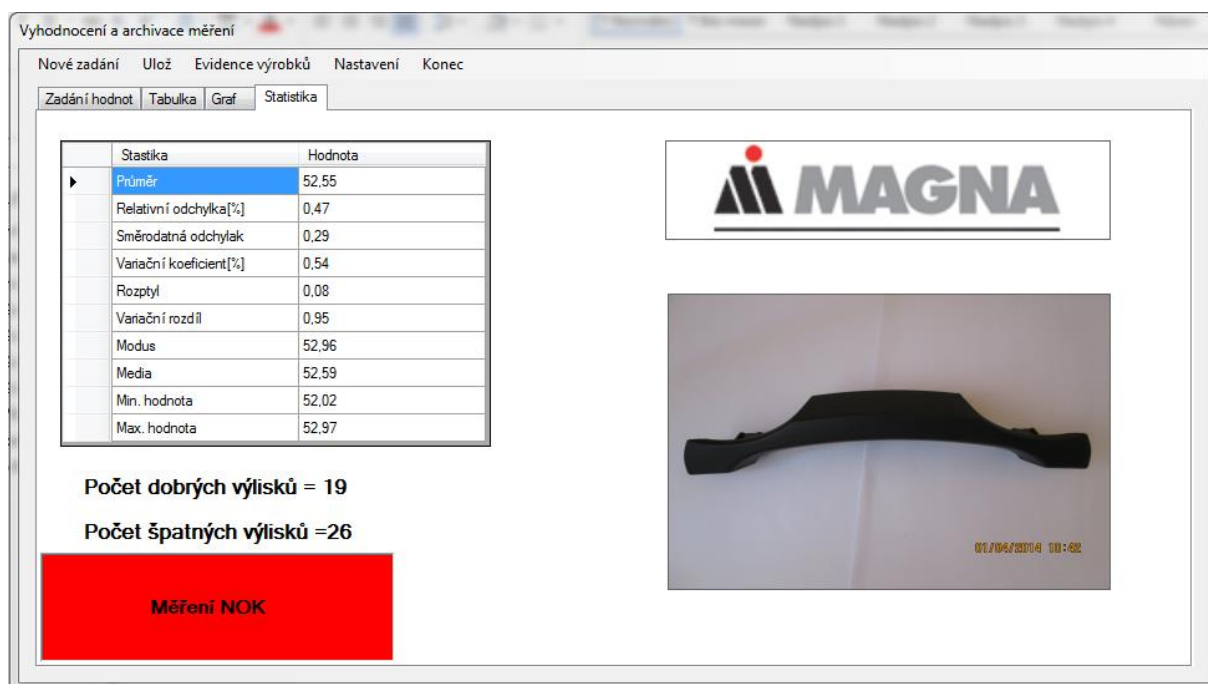 Vyhodnocení a archivace měření
Nové zadání Ulož Evidence výrobků Nastavení Konec
Zadání hodnot Tabulka Graf Statistika
Stastika Hodnota
Průměr 52,55
Relativní odchylka[%] 0,47
Směrodatná odchylak 0,29
Variační koeficient[%] 0,54
Rozptyl 0,08
Variační rozdíl 0,95
Modus 52,96
Media 52,59
Min. hodnota 52,02
Max. hodnota 52,97
Počet dobrých výlisků = 19
Počet špatných výlisků =26
Měření NOK
MAGNA
01/04/2014 10:42